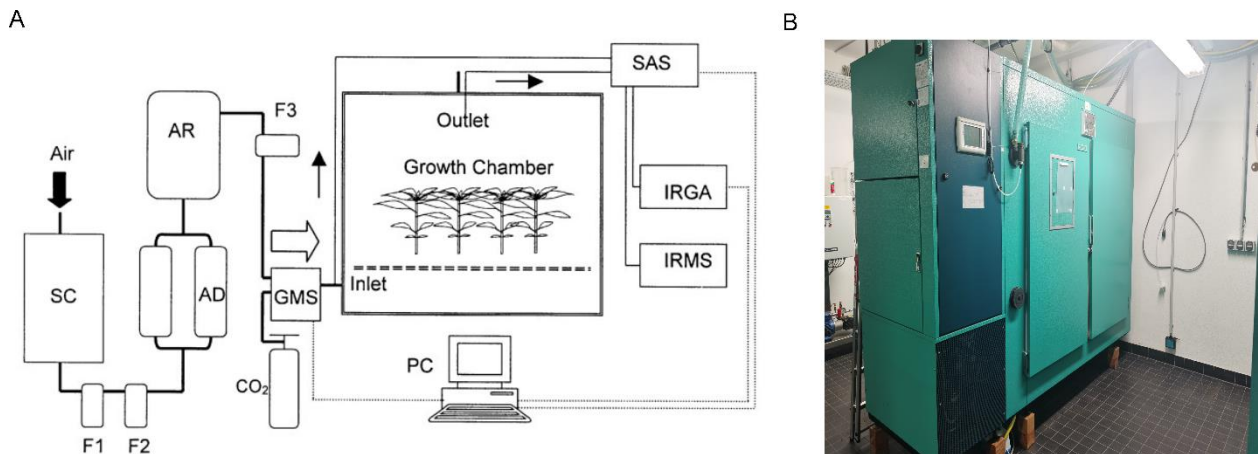 A
B
SAS
F3
AR
Outlet
Air
Growth Chamber
IRGA
SC
AD
GMS
Inlet
IRMS
PC
CO₂
F1
F2